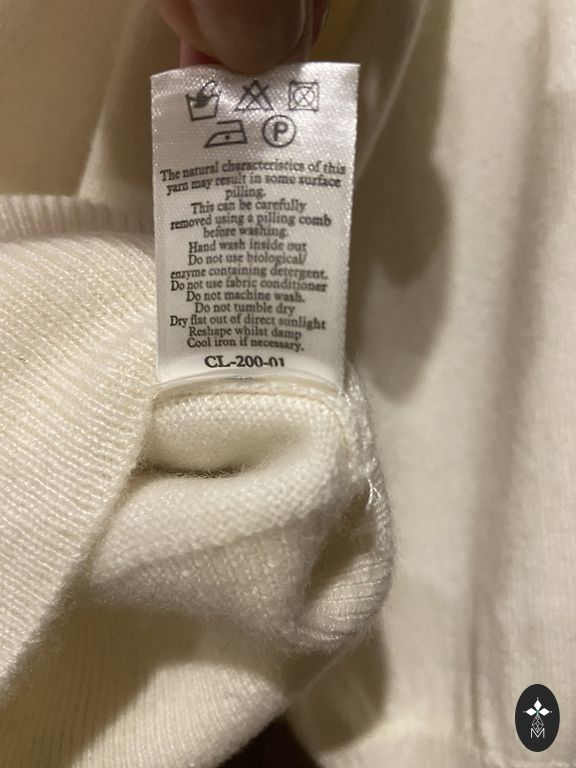 P
The natural characteristics of this
yarn may result in some surface
pilling.
This can be carefully
removed using a pilling comb
before washing.
Hand wash inside out
Do not use biological/
enzyme containing detergent.
Do not use fabric conditioner
Do not machine wash.
Do not tumble dry
Dry flat out of direct sunlight
Reshape whilst damp
Cool iron if necessary.
CL-200-01
M